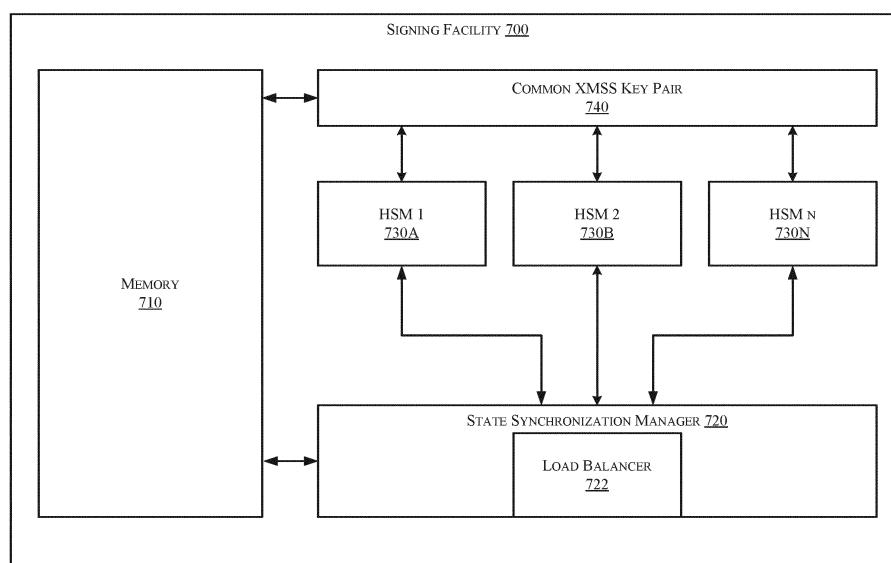 SIGNING FACILITY 700
COMMON XMSS KEY PAIR
740
HSM 1
730A
HSM 2
730B
HSM N
730N
MEMORY
710
STATE SYNCHRONIZATION MANAGER 720
LOAD BALANCER
722